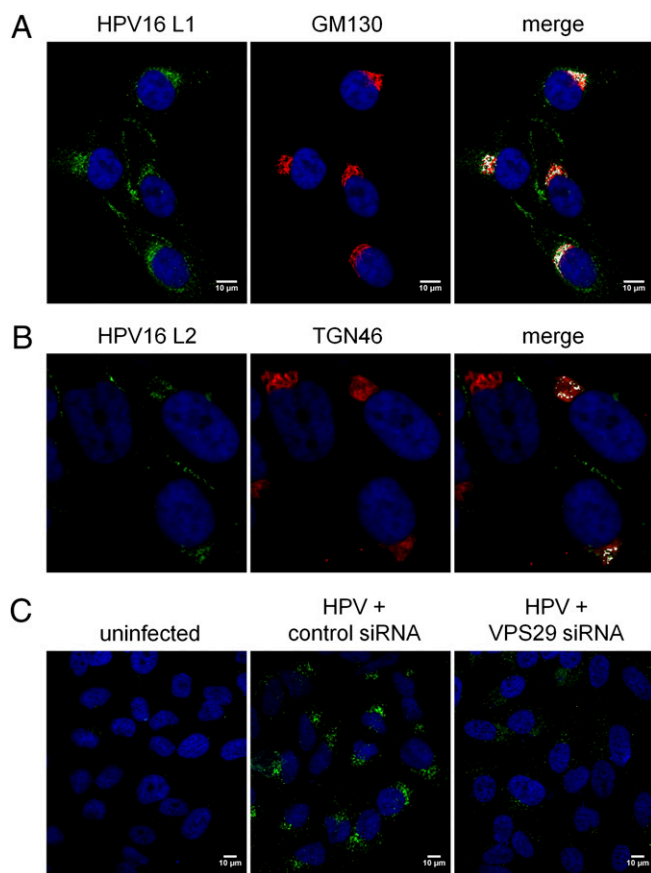 A
HPV16 L1 GM130 merge
10 µm 10 µm 10 µm
B
HPV16 L2 TGN46 merge
C
uninfected
HPV +
control siRNA
HPV +
VPS29 siRNA
10 µm 10 µm 10 µm